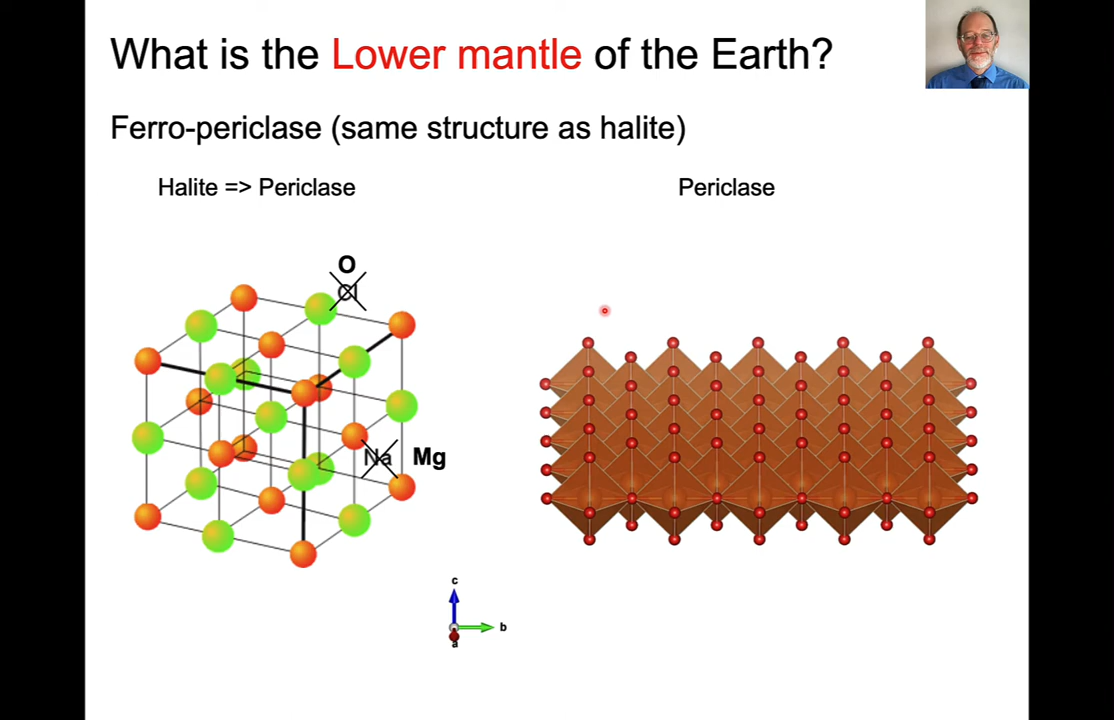 What is the Lower mantle of the Earth?
Ferro-periclase (same structure as halite)
Halite => Periclase
Periclase
O
Cl
Na Mg
c
b
a